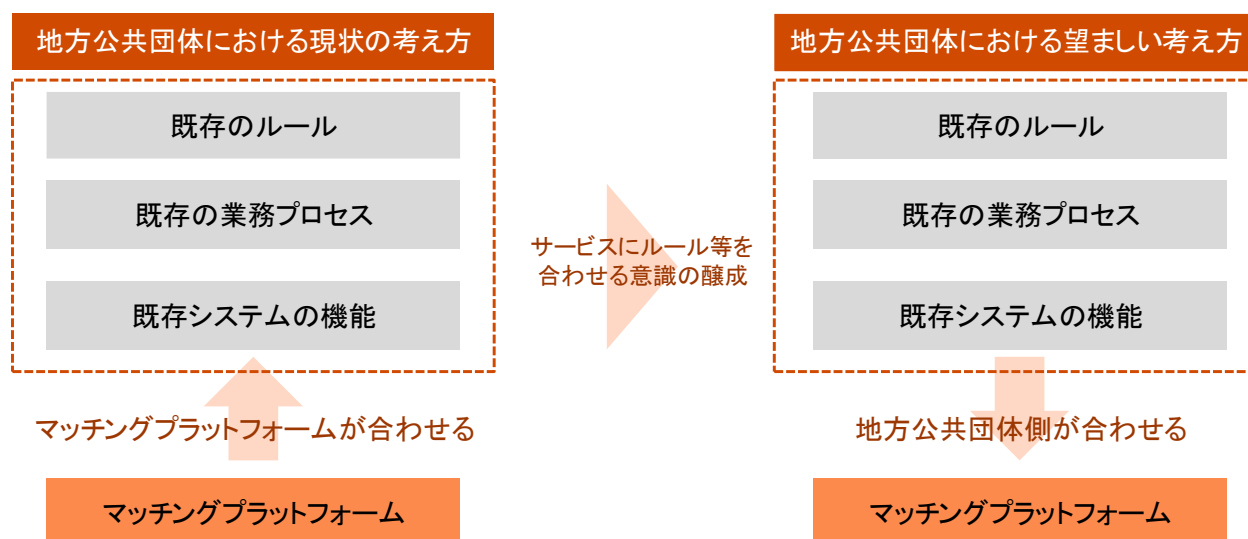 地方公共団体における現状の考え方
既存のルール
既存の業務プロセス
既存システムの機能
マッチングプラットフォームが合わせる
マッチングプラットフォーム
サービスにルール等を
合わせる意識の醸成
地方公共団体における望ましい考え方
既存のルール
既存の業務プロセス
既存システムの機能
地方公共団体側が合わせる
マッチングプラットフォーム